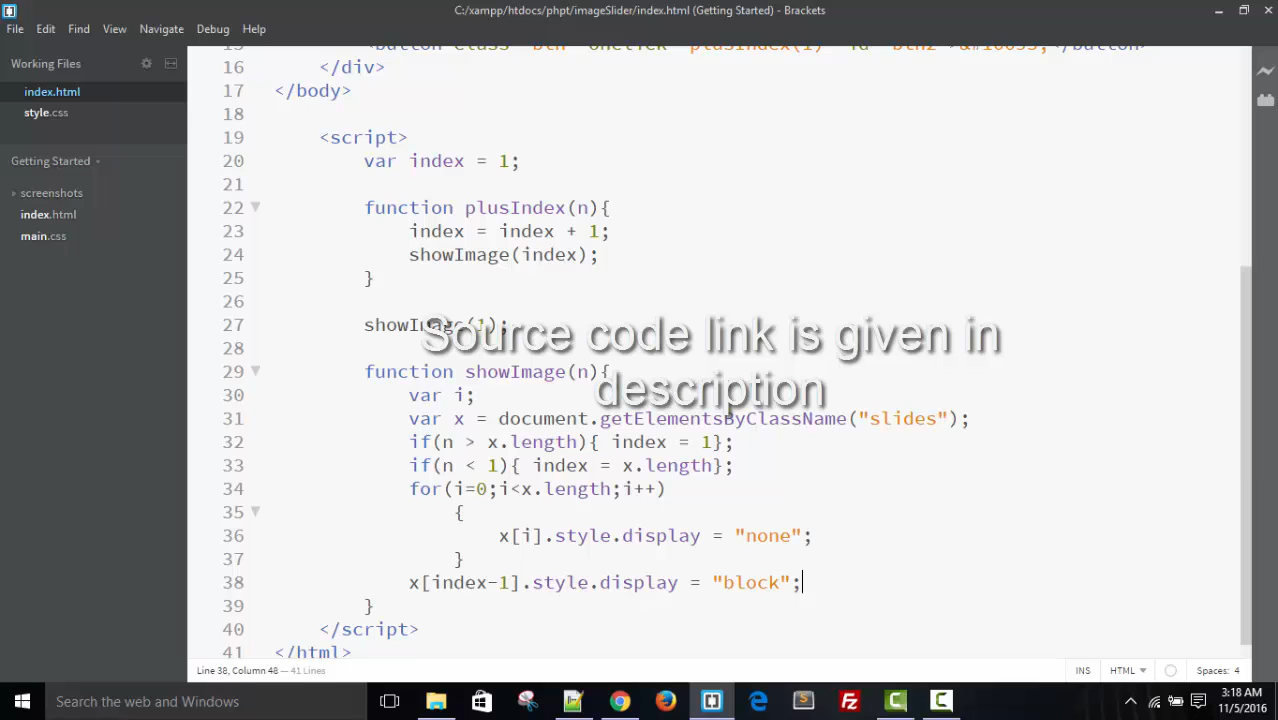 C:/xampp/htdocs/phpt/imageSlider/index.html (Getting Started) - Brackets
File Edit Find View Navigate Debug Help
Working Files
index.html
style.css
Getting Started
screenshots
index.html
main.css
16 </div>
17 </body>
18
19 <script>
20 var index = 1;
21
22 function plusIndex(n){
23 index = index + 1;
24 showImage(index);
25 }
26
27 showImage(1);
28
Source code link is given in
description
29 function showImage(n){
30 var i;
31 var x = document.getElementsByClassName("slides");
32 if(n > x.length){ index = 1};
33 if(n < 1){ index = x.length};
34 for(i=0;i<x.length;i++)
35 {
36 x[i].style.display = "none";
37 }
38 x[index-1].style.display = "block";
39 }
40 </script>
41 </html>
Line 38, Column 48 — 41 Lines
INS HTML Spaces: 4
Search the web and Windows
3:18 AM
11/5/2016